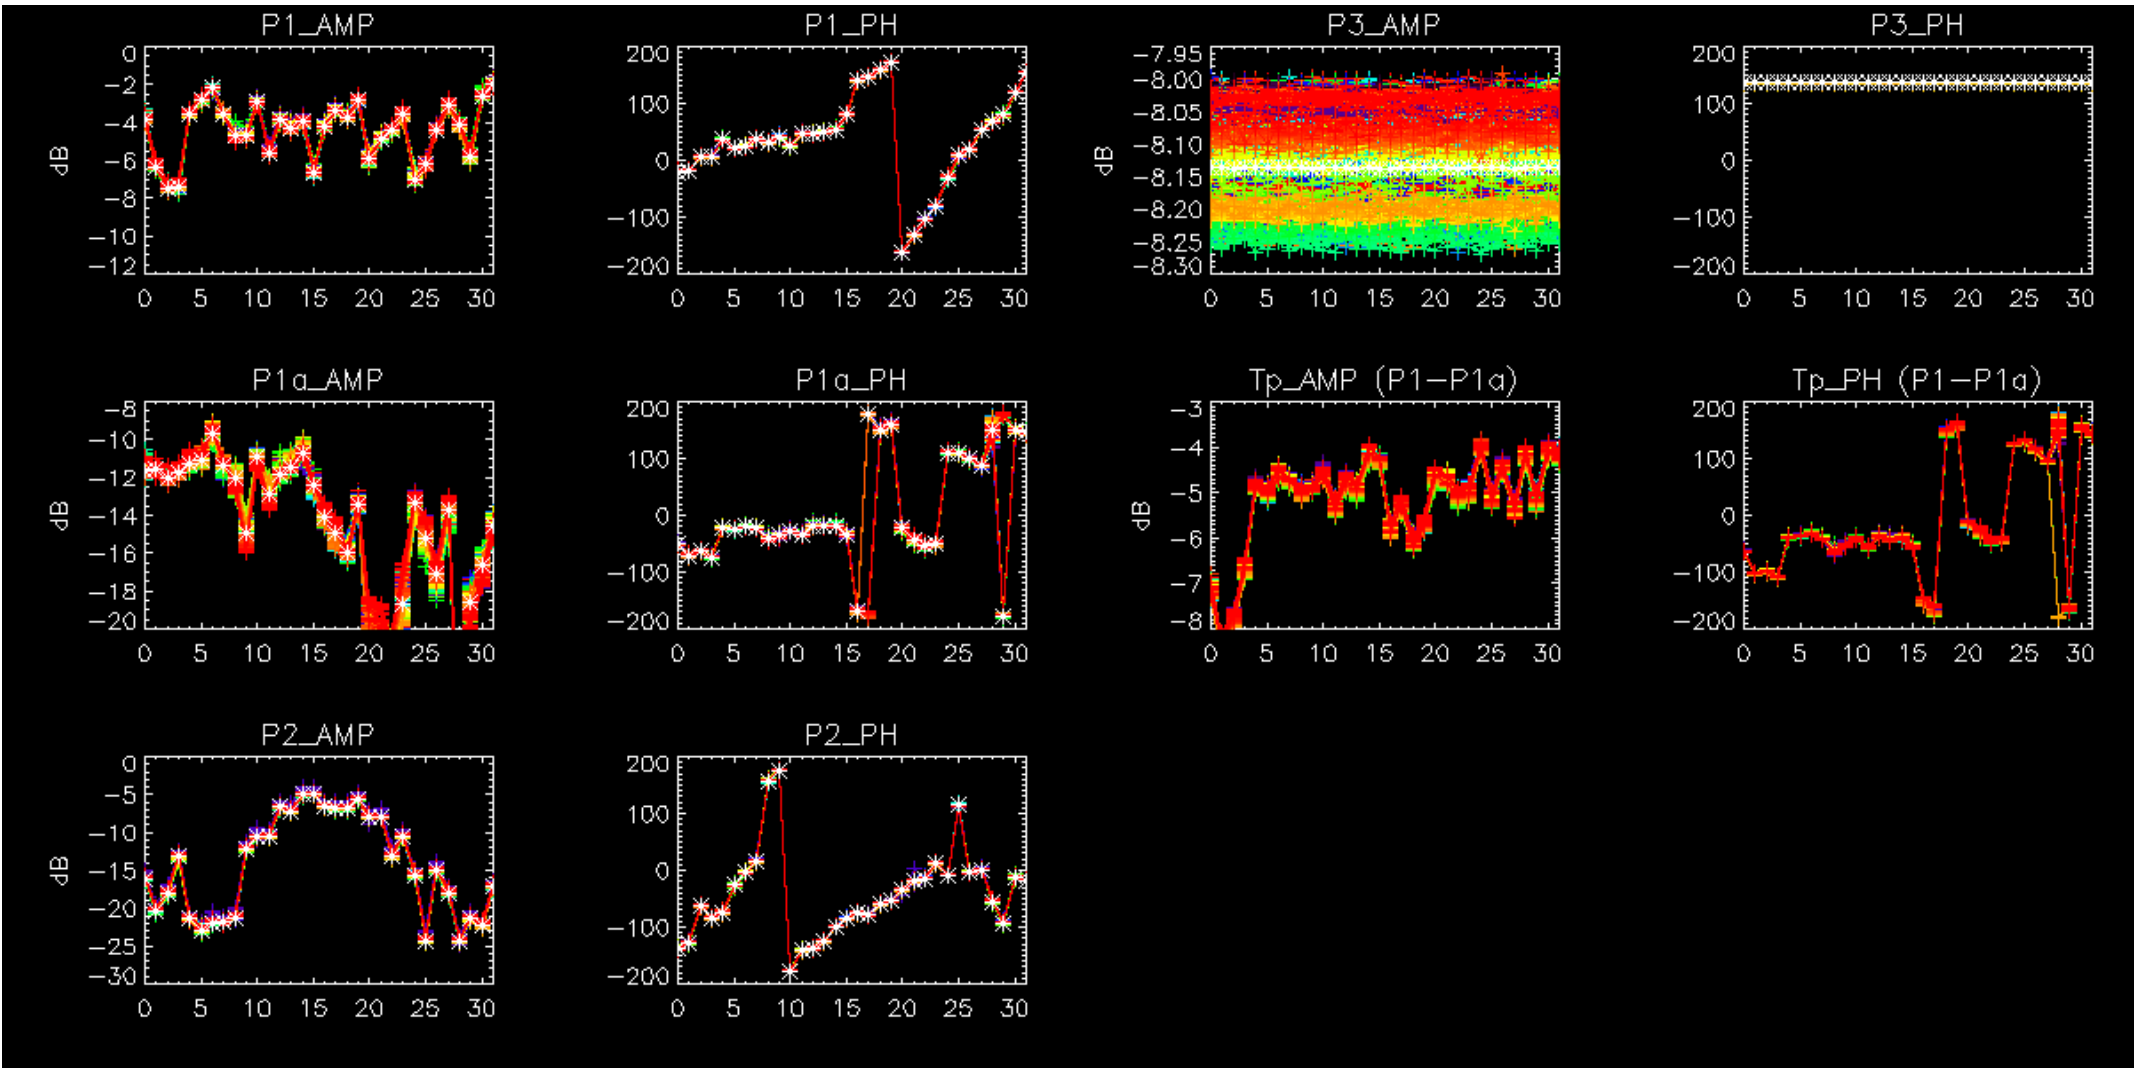 P1_AMP P1_PH P3_AMP P3_PH
0 200 -7.95 200
-2 -8.00
-4 100 -8.05 100
dB -6 0 dB -8.10 0
-8 -8.15
-10 -100 -8.20 -100
-12 -200 -8.25 -200
-8.30
0 5 10 15 20 25 30 0 5 10 15 20 25 30 0 5 10 15 20 25 30 0 5 10 15 20 25 30
P1a_AMP P1a_PH Tp_AMP (P1-P1a) Tp_PH (P1-P1a)
-8 200 -3 200
-10 100 -4 100
-12
dB -14 0 dB -5 0
-16 -100 -6 -100
-18 -7
-20 -200 -8 -200
0 5 10 15 20 25 30 0 5 10 15 20 25 30 0 5 10 15 20 25 30 0 5 10 15 20 25 30
P2_AMP P2_PH
0 200
-5 100
-10
dB -15 0
-20 -100
-25
-30 -200
0 5 10 15 20 25 30 0 5 10 15 20 25 30